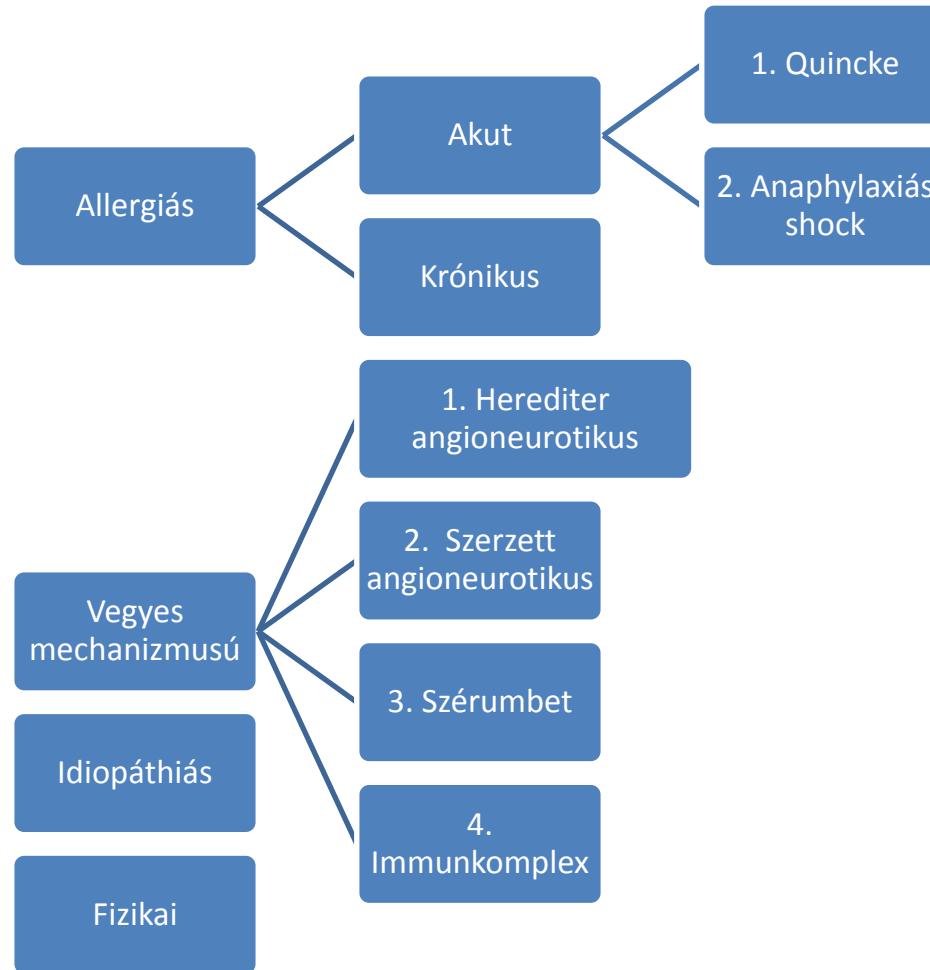 1. Quincke
Akut
2. Anaphylaxiás
shock
Allergiás
Krónikus
1. Herediter
angioneurotikus
2. Szerzett
angioneurotikus
Vegyes
mechanizmusú
3. Szérumbet
Idiopáthiás
4.
Immunkomplex
Fizikai